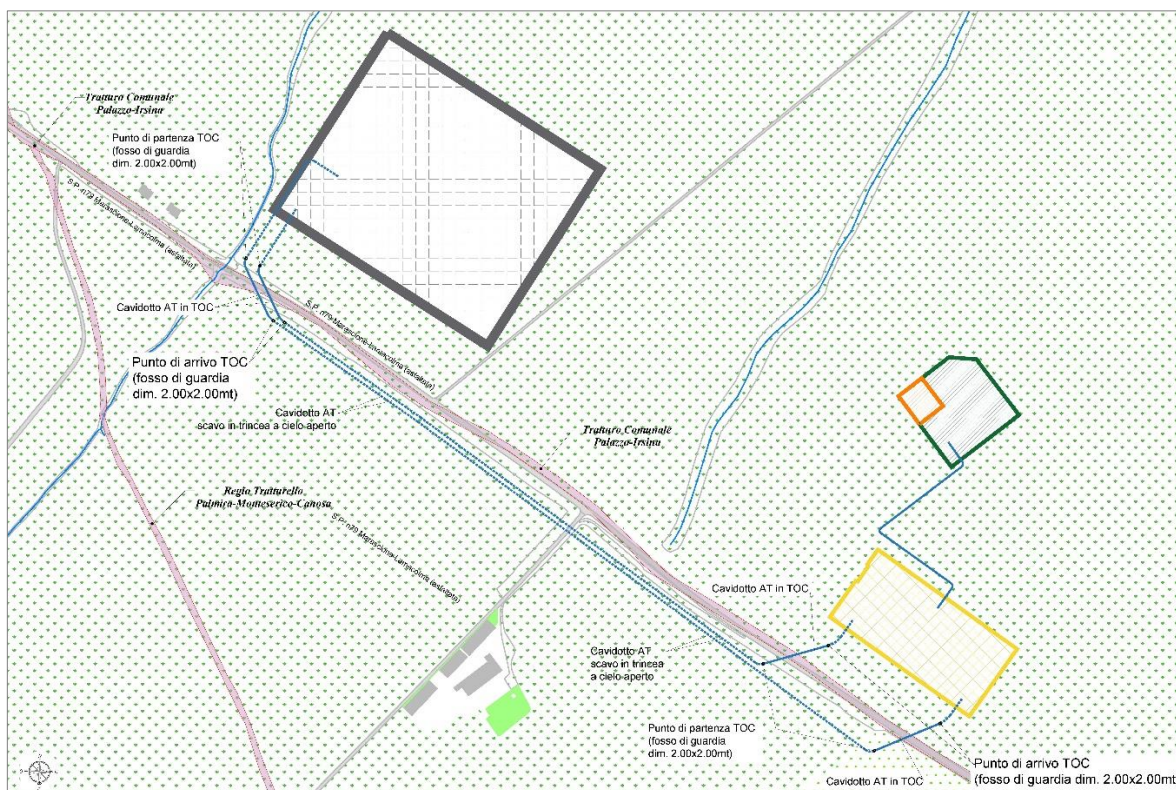 Tratturo Comunale
Palazzo-Irsina
Punto di partenza TOC
(fosso di guardia
dim. 2.00x2.00mt)
Cavidotto AT in TOC
Punto di arrivo TOC
(fosso di guardia
dim. 2.00x2.00mt)
Cavidotto AT
scavo in trincea a cielo aperto
Tratturo Comunale
Palazzo-Irsina
Regio Tratturello
Palmira-Monteserico-Canosa
Cavidotto AT in TOC
Cavidotto AT
scavo in trincea
a cielo aperto
Punto di partenza TOC
(fosso di guardia
dim. 2.00x2.00mt)
Cavidotto AT in TOC
Punto di arrivo TOC
(fosso di guardia dim. 2.00x2.00mt